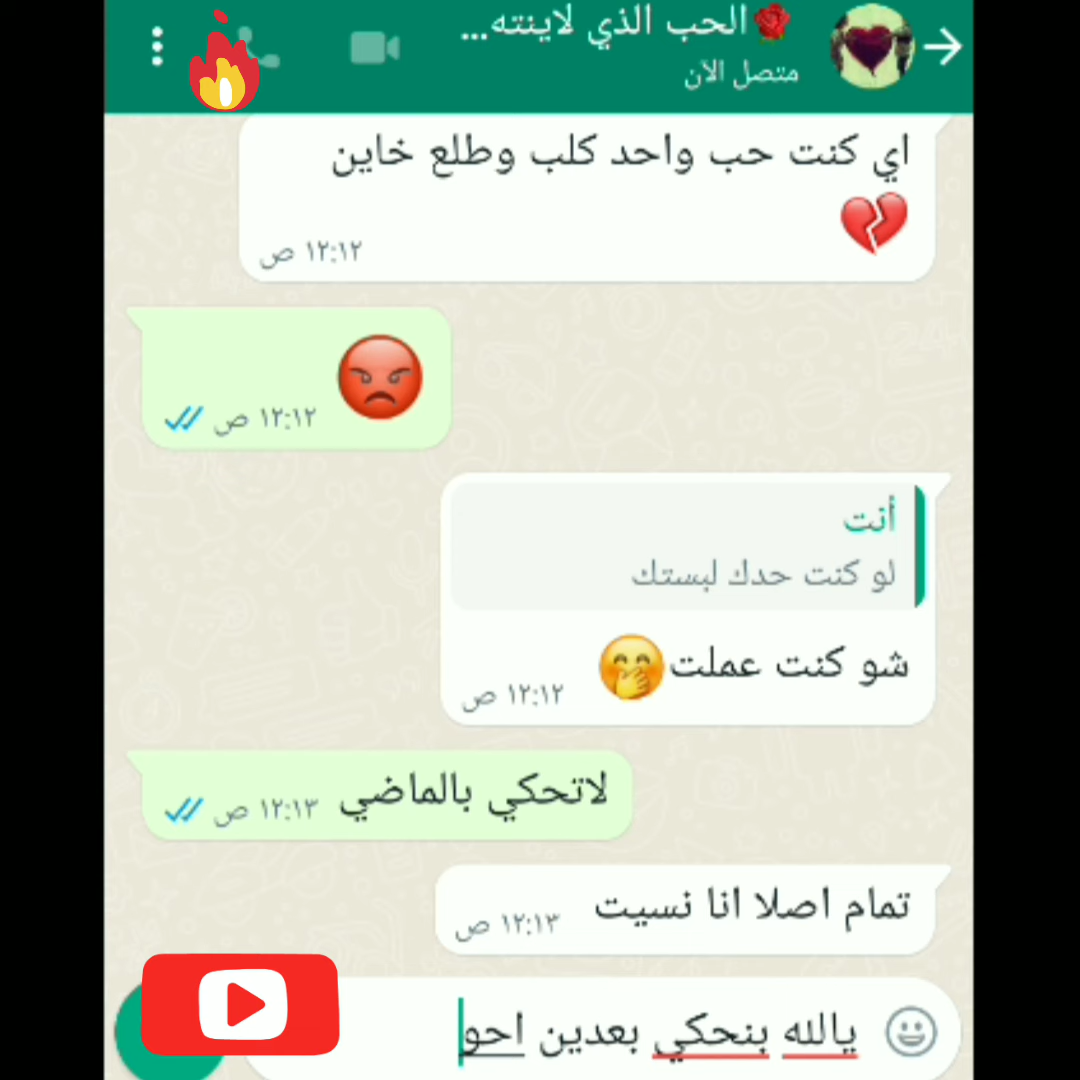 الحب الذي لاينته...
متصل الآن
اي كنت حب واحد كلب وطلع خاين
١٢:١٢ ص
١٢:١٢ ص
أنت
لو كنت حدك لبستك
شو كنت عملت
١٢:١٢ ص
لاتحكي بالماضي
١٢:١٣ ص
تمام اصلا انا نسيت
١٢:١٣ ص
يالله بنحكي بعدين احو